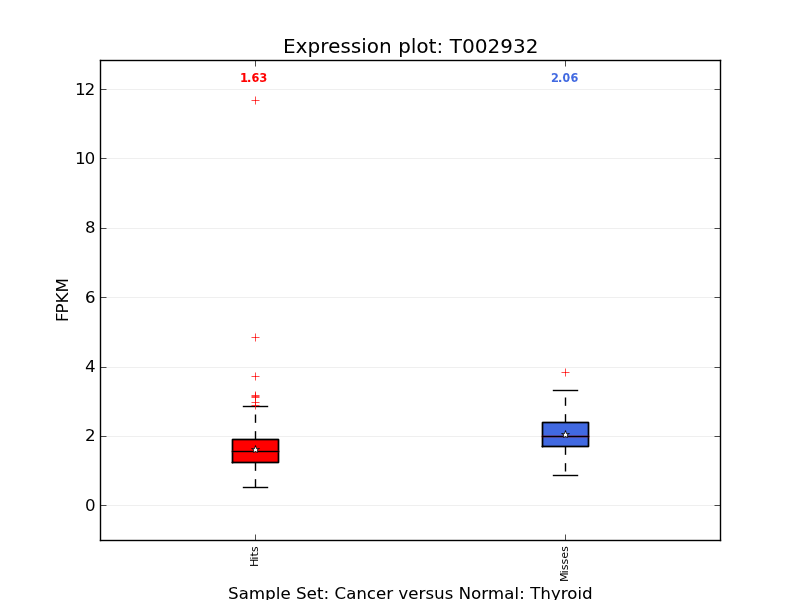 Expression plot: T002932
1.63
2.06
12
10
8
6
4
2
0
FPKM
Hits
Misses
Sample Set: Cancer versus Normal: Thyroid